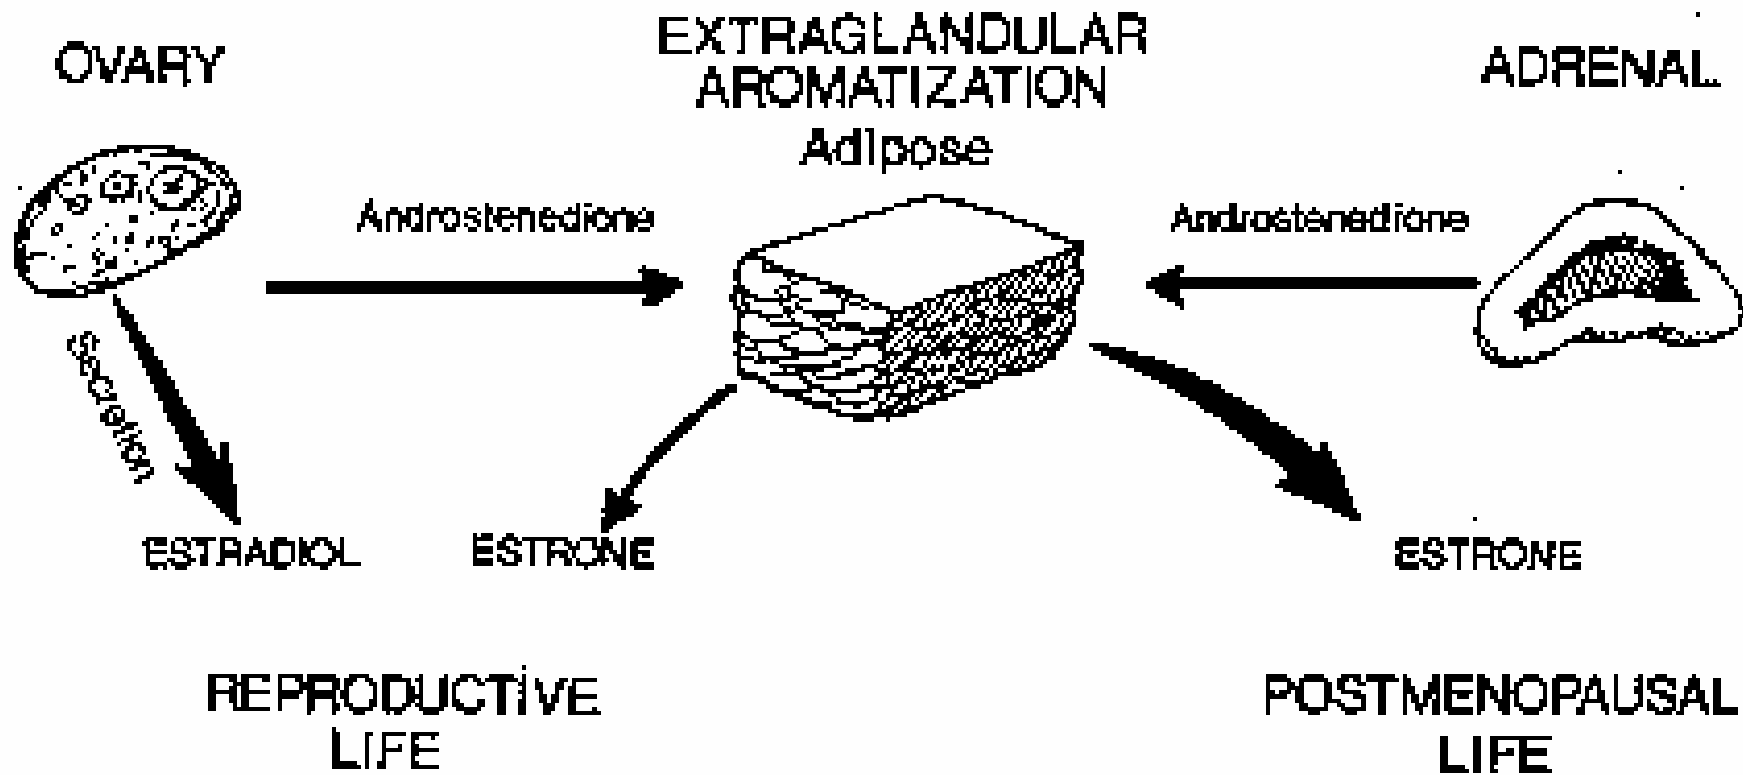 OVARY
EXTRAGLANDULAR
AROMATIZATION
Adipose
ADRENAL
Androstenedione
Androstenedione
Secretion
ESTRADIOL
ESTRONE
ESTRONE
REPRODUCTIVE
LIFE
POSTMENOPAUSAL
LIFE